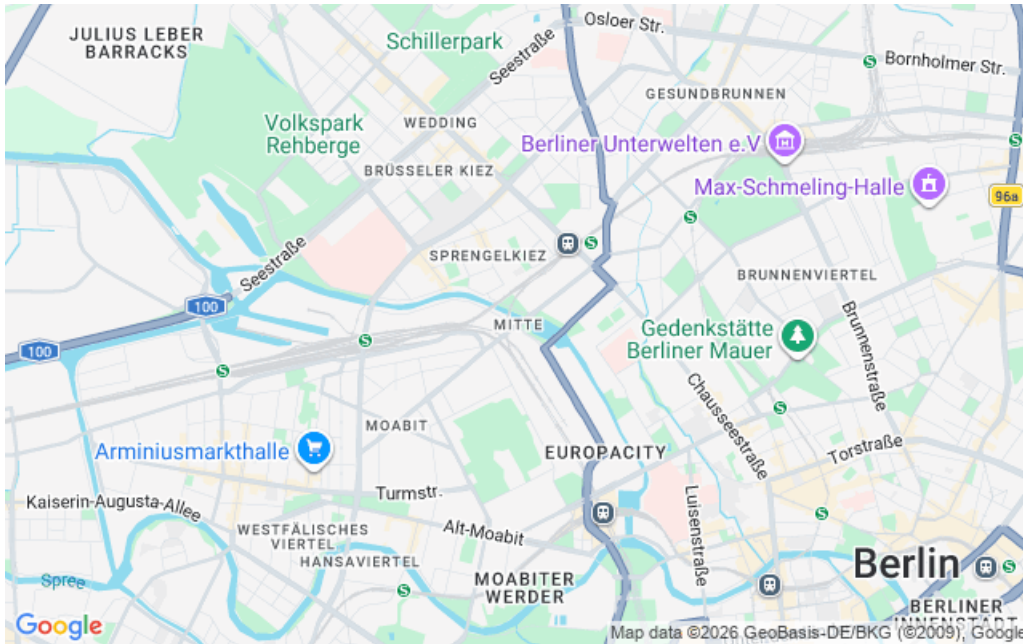 Osloer Str.
JULIUS LEBER
BARRACKS
Schillerpark
Seestraße
S
Bornholmer Str.
GESUNDBRUNNEN
Volkspark
Rehberge
WEDDING
Berliner Unterwelten e.V
S
BRÜSSELER KIEZ
Max-Schmeling-Halle
96a
S
SPRENGELKIEZ
S
Seestraße
BRUNNENVIERTEL
100
MITTE
Gedenkstätte
Berliner Mauer
Brunnenstraße
100
S
S
Chausseestraße
S
MOABIT
Arminiusmarkthalle
EUROPACITY
Torstraße
Turmstr.
Kaiserin-Augusta-Allee
Luisenstraße
S
WESTFÄLISCHES
VIERTEL
Alt-Moabit
HANSAVIERTEL
Spree
MOABITER
WERDER
S
Berlin
S
BERLINER
INNENSTADT
Google
Map data ©2026 GeoBasis-DE/BKG (©2009), Google